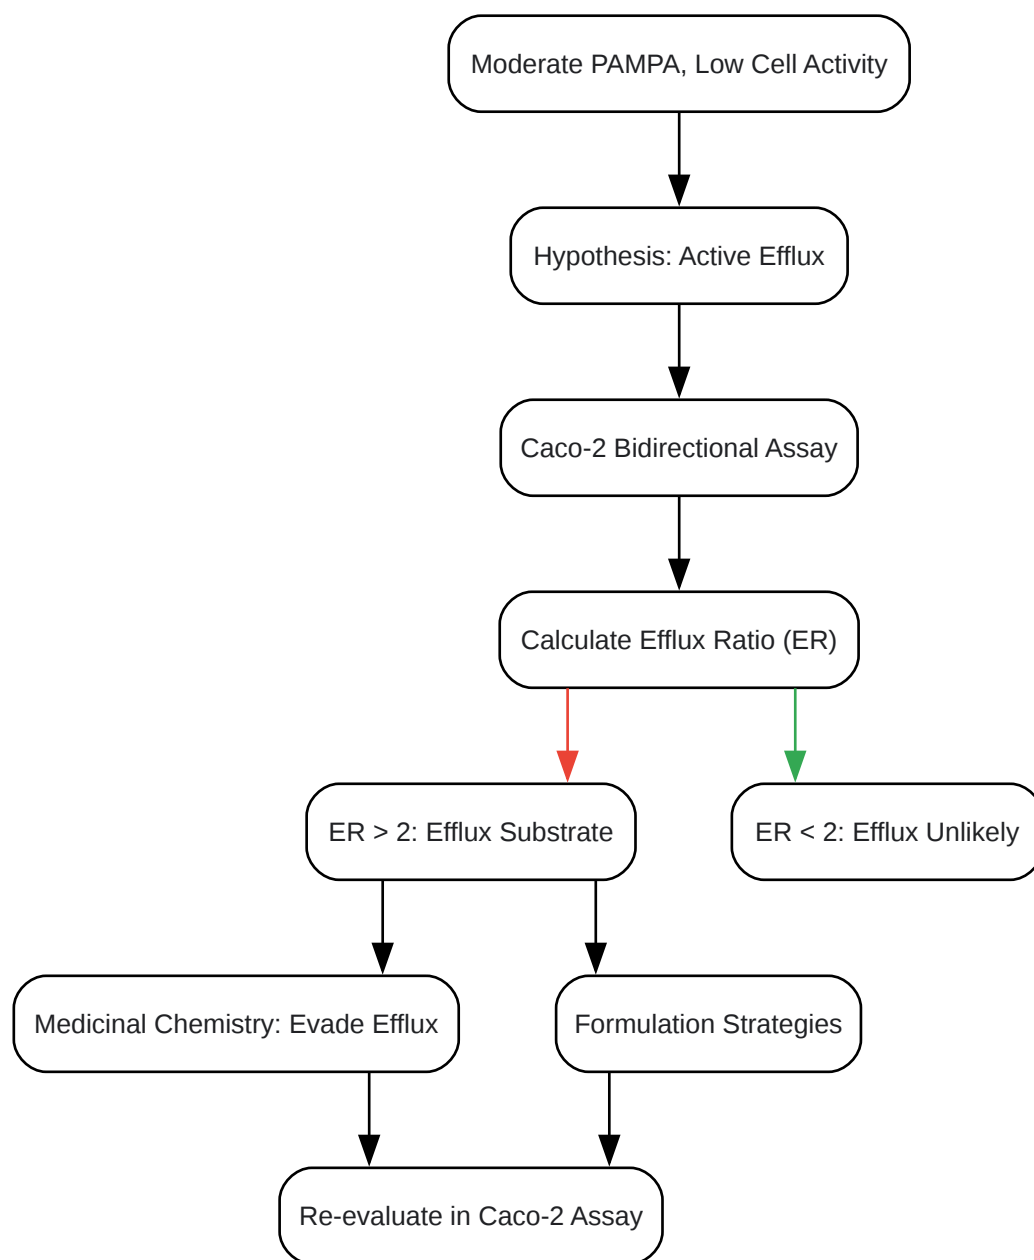 Moderate PAMPA, Low Cell Activity
Hypothesis: Active Efflux
Caco-2 Bidirectional Assay
Calculate Efflux Ratio (ER)
ER > 2: Efflux Substrate
ER < 2: Efflux Unlikely
Medicinal Chemistry: Evade Efflux
Formulation Strategies
Re-evaluate in Caco-2 Assay